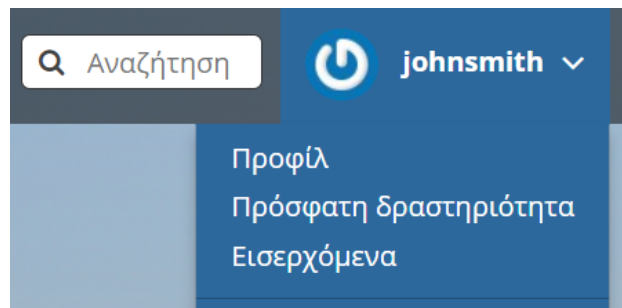 Αναζήτηση
johnsmith
Προφίλ
Πρόσφατη δραστηριότητα
Εισερχόμενα